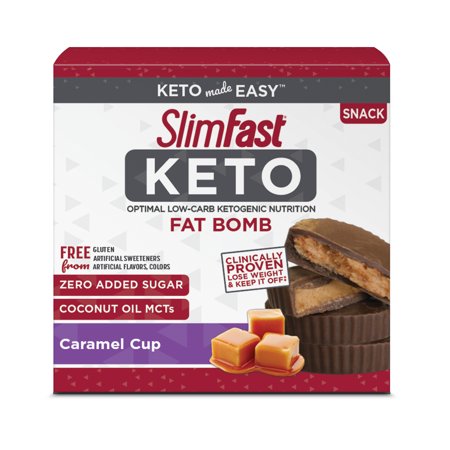 KETO made EASY™
SNACK
SlimFast®
KETO
OPTIMAL LOW-CARB KETOGENIC NUTRITION
FAT BOMB
FREE from
GLUTEN
ARTIFICIAL SWEETENERS
ARTIFICIAL FLAVORS, COLORS
CLINICALLY
PROVEN
LOSE WEIGHT
& KEEP IT OFF!
ZERO ADDED SUGAR
COCONUT OIL MCTs
Caramel Cup